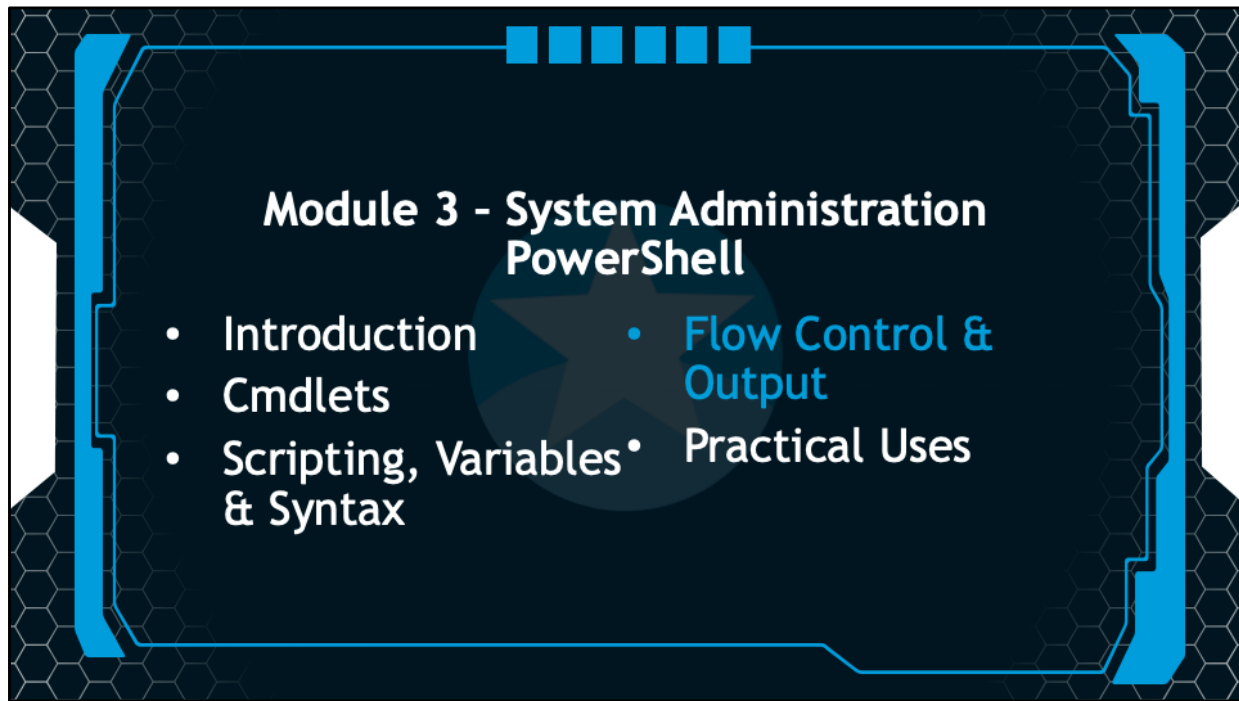 Module 3 - System Administration
PowerShell
• Introduction
• Cmdlets
• Scripting, Variables
& Syntax
• Flow Control &
Output
• Practical Uses